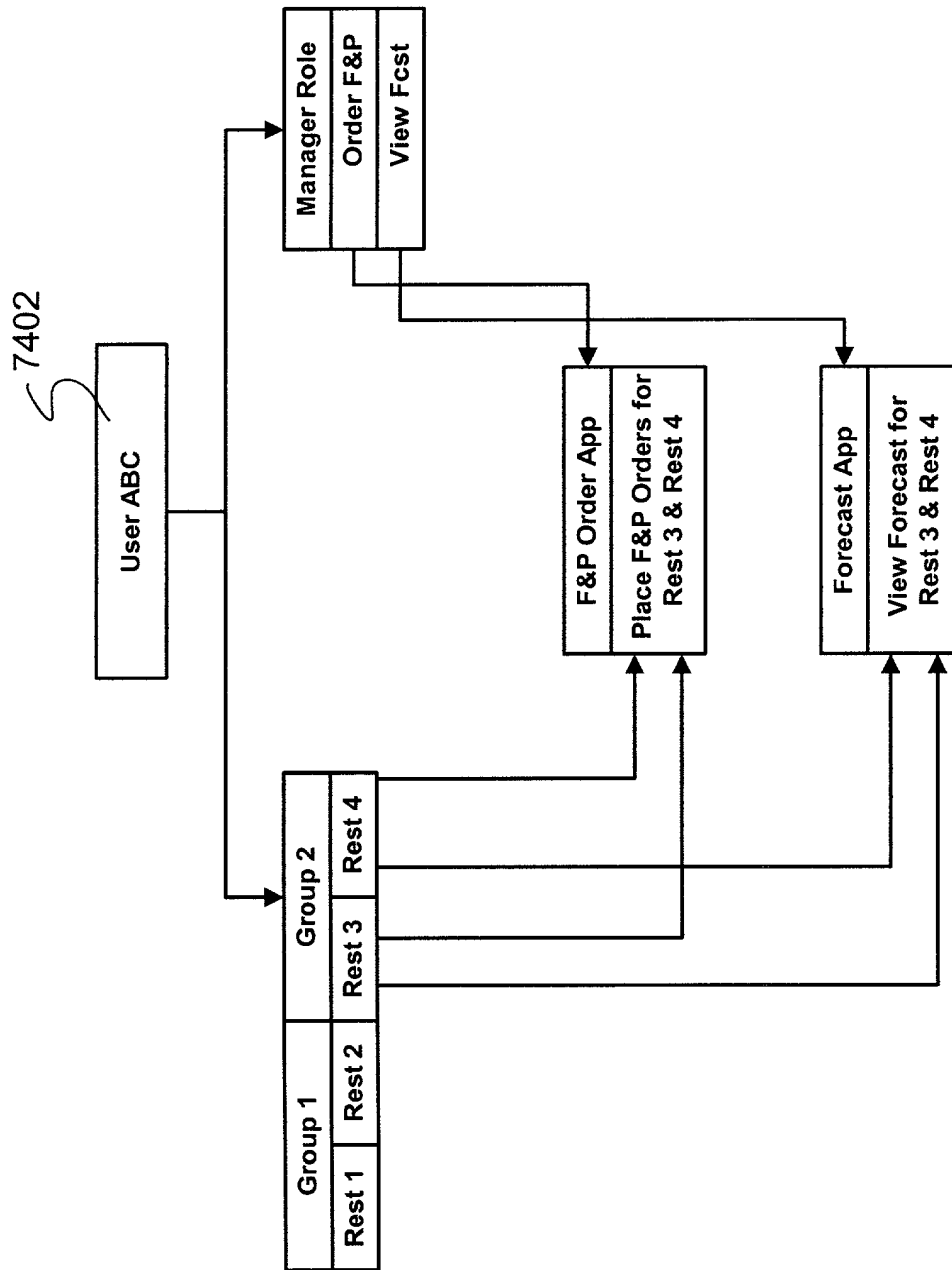 7402
User ABC
Group 1
Group 2
Rest 1
Rest 2
Rest 3
Rest 4
Manager Role
Order F&P
View Fcst
F&P Order App
Place F&P Orders for
Rest 3 & Rest 4
Forecast App
View Forecast for
Rest 3 & Rest 4